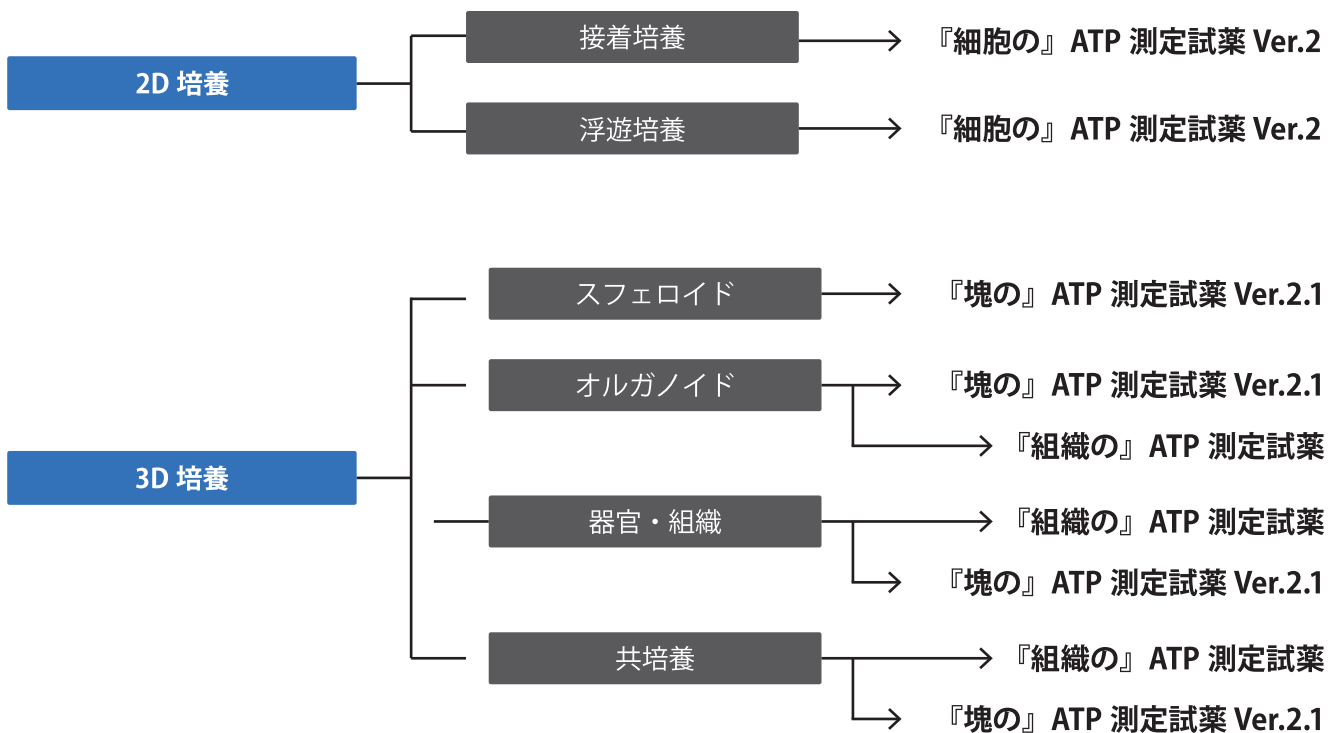 2D 培養
接着培養
『細胞の』ATP 測定試薬 Ver.2
浮遊培養
『細胞の』ATP 測定試薬 Ver.2
3D 培養
スフェロイド
『塊の』ATP 測定試薬 Ver.2.1
オルガノイド
『塊の』ATP 測定試薬 Ver.2.1
『組織の』ATP 測定試薬
器官・組織
『組織の』ATP 測定試薬
『塊の』ATP 測定試薬 Ver.2.1
共培養
『組織の』ATP 測定試薬
『塊の』ATP 測定試薬 Ver.2.1